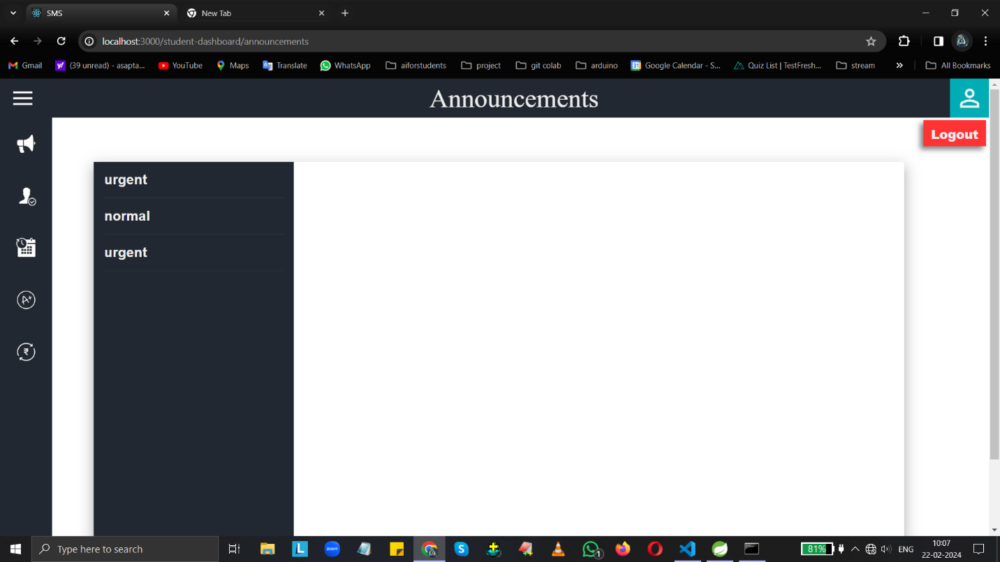 SMS
New Tab
localhost:3000/student-dashboard/announcements
Gmail
(39 unread) - asapta...
YouTube
Maps
Translate
WhatsApp
aiforstudents
project
git colab
arduino
Google Calendar - S...
Quiz List | TestFresh...
stream
»
All Bookmarks
Announcements
Logout
urgent
normal
urgent
A+
₹
Type here to search
L
zoom
S
1
81%
ENG
10:07
22-02-2024